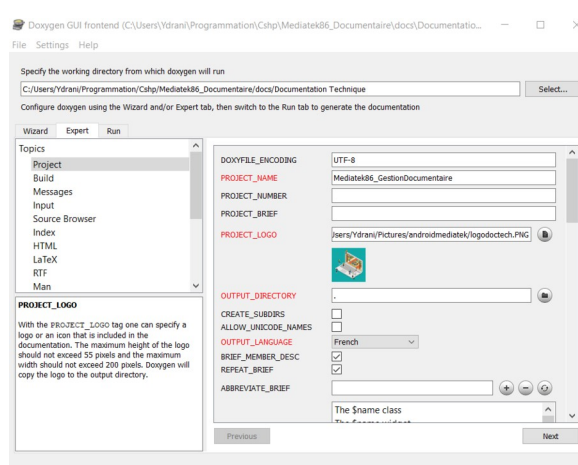 Doxygen GUI frontend (C:\Users\Ydrani\Programmation\Cshp\Mediatek86_Documentaire\docs\Documentatio...
File Settings Help
Specify the working directory from which doxygen will run
C:/Users/Ydrani/Programmation/Cshp/Mediatek86_Documentaire/docs/Documentation Technique
Select...
Configure doxygen using the Wizard and/or Expert tab, then switch to the Run tab to generate the documentation
Wizard Expert Run
Topics
Project
Build
Messages
Input
Source Browser
Index
HTML
LaTeX
RTF
Man
PROJECT_LOGO
With the PROJECT_LOGO tag one can specify a
logo or an icon that is included in the
documentation. The maximum height of the logo
should not exceed 55 pixels and the maximum
width should not exceed 200 pixels. Doxygen will
copy the logo to the output directory.
DOXYFILE_ENCODING UTF-8
PROJECT_NAME Mediatek86_GestionDocumentaire
PROJECT_NUMBER
PROJECT_BRIEF
PROJECT_LOGO Jsers/Ydrani/Pictures/androidmediatek/logodoctech.PNG
OUTPUT_DIRECTORY .
CREATE_SUBDIRS
ALLOW_UNICODE_NAMES
OUTPUT_LANGUAGE French
BRIEF_MEMBER_DESC
REPEAT_BRIEF
ABBREVIATE_BRIEF
The $name class
The $name widget
Previous Next